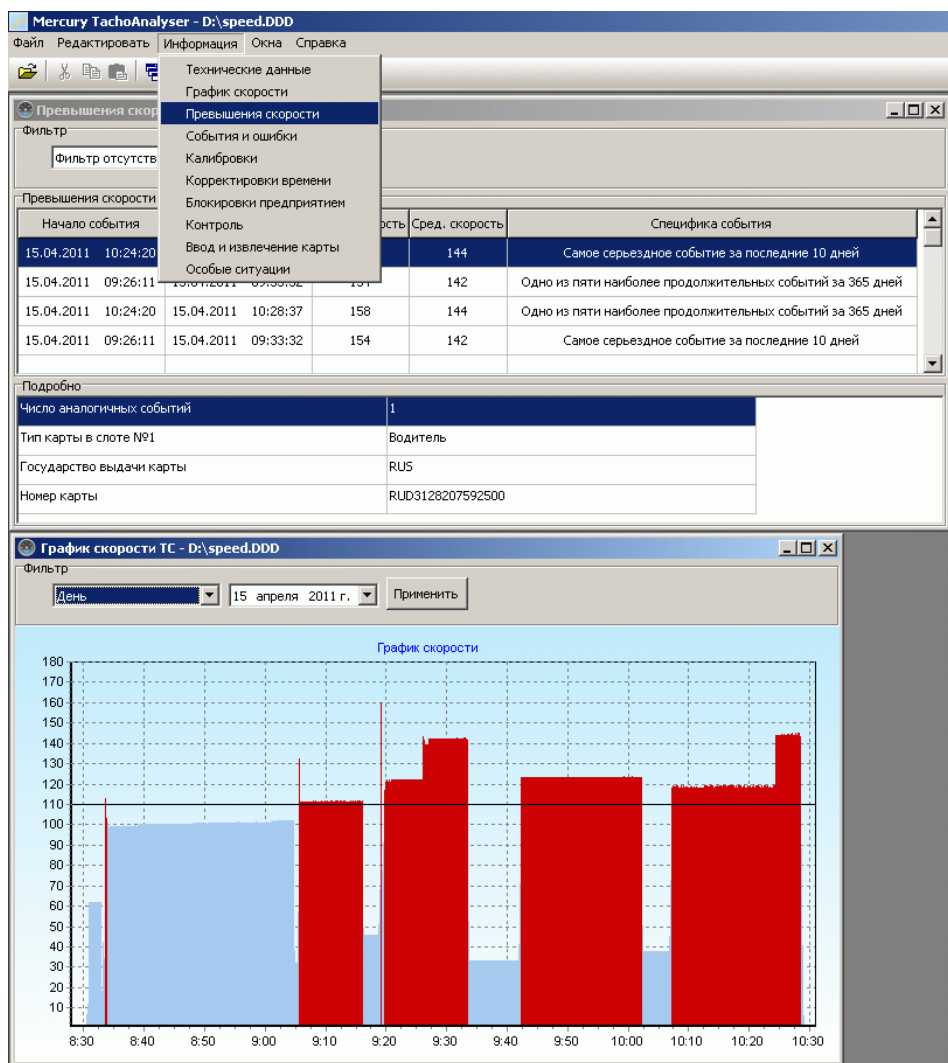 Mercury TachoAnalyser - D:\speed.DDD
Файл Редактировать Информация Окна Справка
Технические данные
График скорости
Превышения скорости
События и ошибки
Калибровки
Корректировки времени
Блокировки предприятием
Контроль
Ввод и извлечение карты
Особые ситуации
Превышения
Фильтр
Фильтр
Превышения скорости
Начало события Сред. скорость Специфика события
15.04.2011 10:24:20 144 Самое серьездное событие за последние 10 дней
15.04.2011 09:26:11 142 Одно из пяти наиболее продолжительных событий за 365 дней
15.04.2011 10:24:20 15.04.2011 10:28:37 158 144 Одно из пяти наиболее продолжительных событий за 365 дней
15.04.2011 09:26:11 15.04.2011 09:33:32 154 142 Самое серьездное событие за последние 10 дней
Подробно
Число аналогичных событий 1
Тип карты в слоте №1 Водитель
Государство выдачи карты RUS
Номер карты RUD3128207592500
График скорости ТС - D:\speed.DDD
Фильтр
День 15 апреля 2011 г. Применить
График скорости
180
170
160
150
140
130
120
110
100
90
80
70
60
50
40
30
20
10
8:30 8:40 8:50 9:00 9:10 9:20 9:30 9:40 9:50 10:00 10:10 10:20 10:30